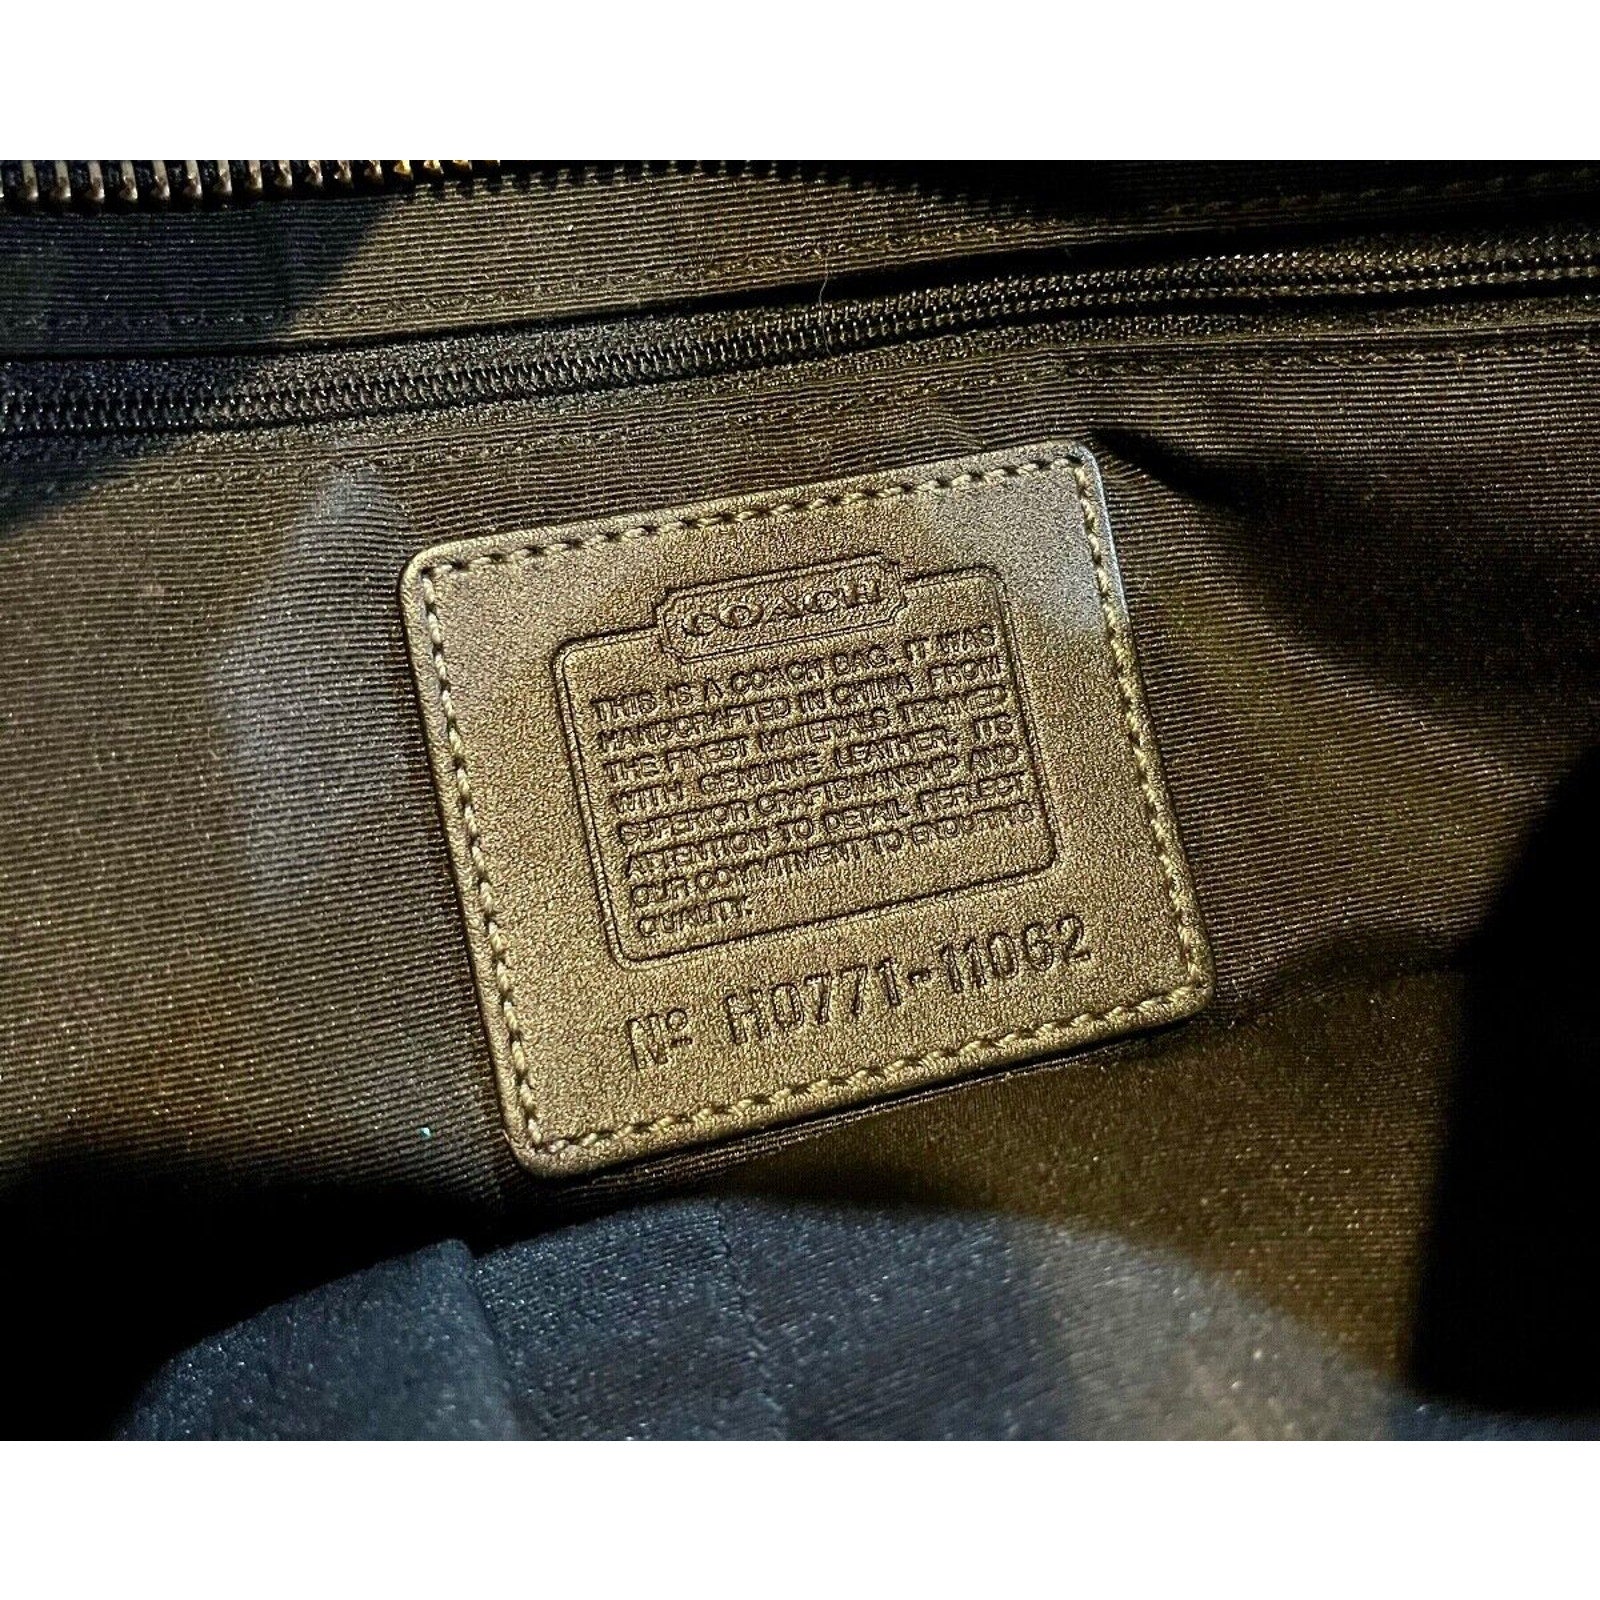 COACH
THIS IS A COACH BAG. IT WAS
HANDCRAFTED IN CHINA FROM
THE FINEST MATERIALS TRIMMED
WITH GENUINE LEATHER. ITS
SUPERIOR CRAFTSMANSHIP AND
ATTENTION TO DETAIL REFLECT
OUR COMMITMENT TO ENDURING
QUALITY.
Nº H0771-11062